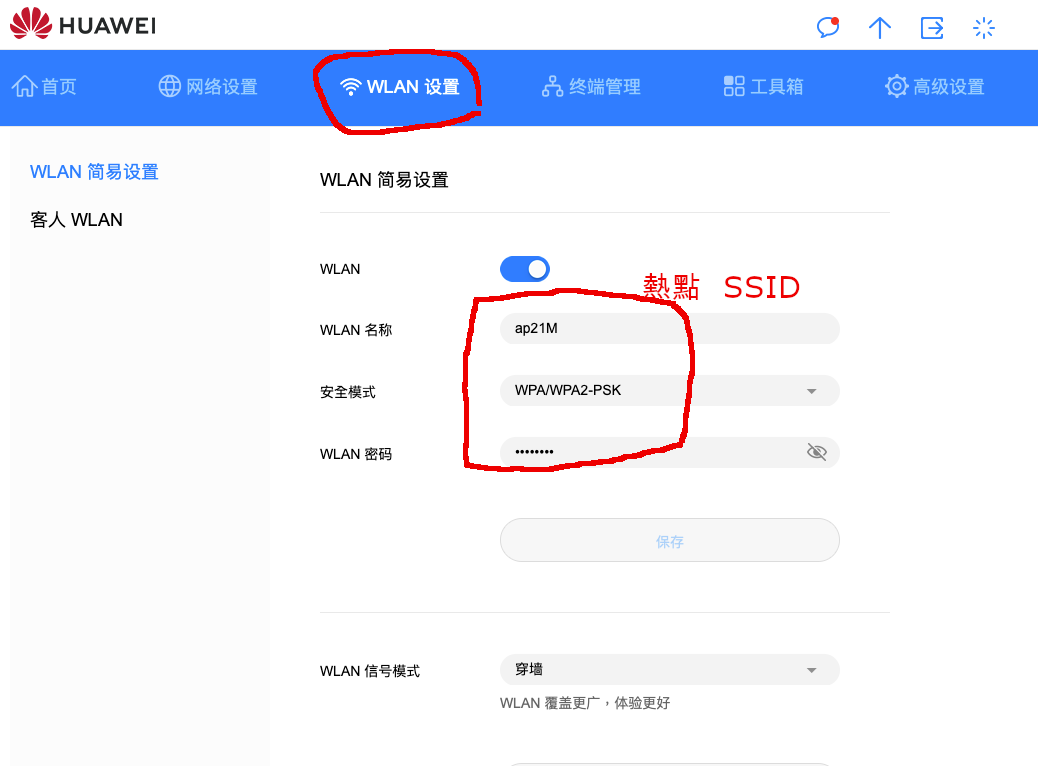 HUAWEI
首页 网络设置 WLAN 设置 终端管理 工具箱 高级设置
WLAN 简易设置
客人 WLAN
WLAN 简易设置
WLAN
熱點 SSID
WLAN 名称 ap21M
安全模式 WPA/WPA2-PSK
WLAN 密码 ••••••••
保存
WLAN 信号模式 穿墙
WLAN 覆盖更广，体验更好